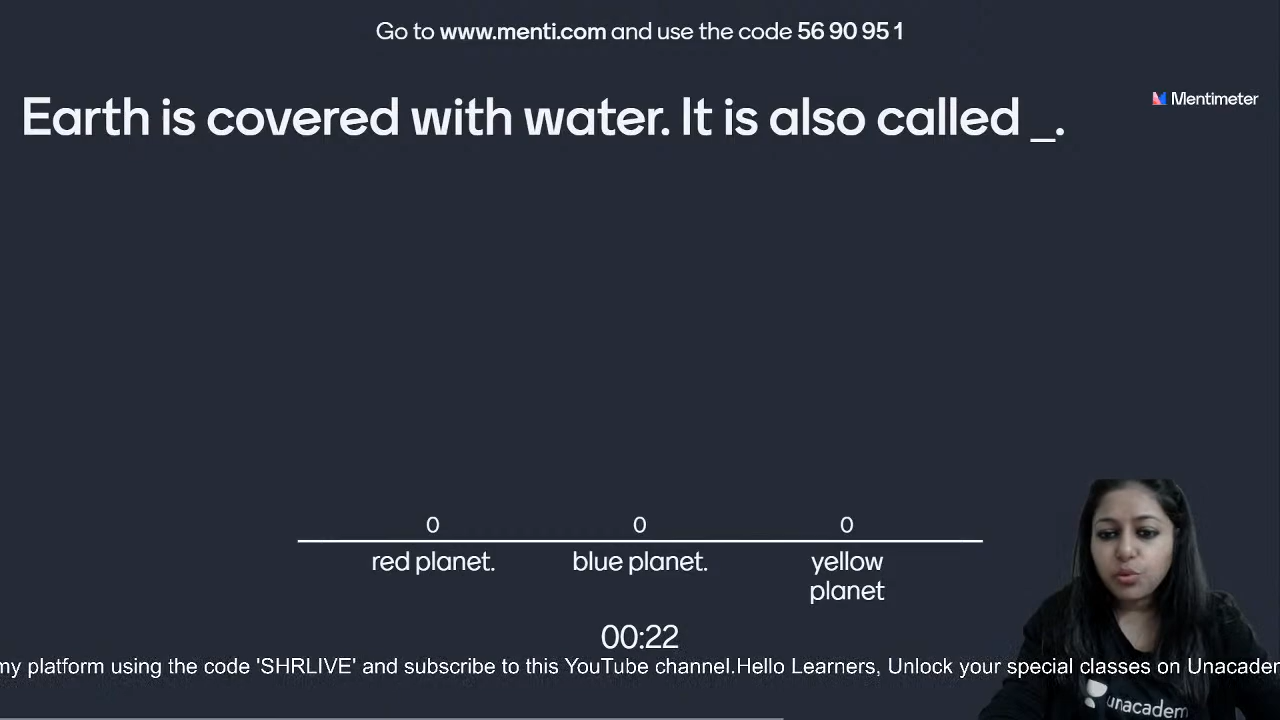 Go to www.menti.com and use the code 56 90 95 1
Mentimeter
Earth is covered with water. It is also called _.
0 0 0
red planet. blue planet. yellow
planet
00:22
my platform using the code 'SHRLIVE' and subscribe to this YouTube channel.Hello Learners, Unlock your special classes on Unacadem
unacadem